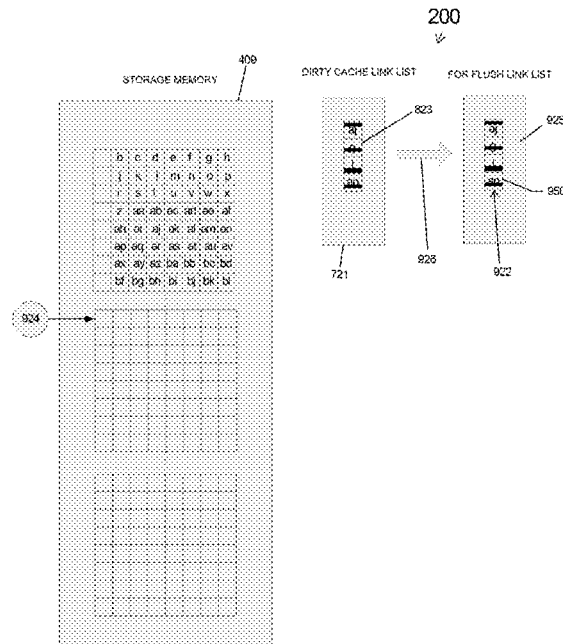 200
STORAGE MEMORY
409
DIRTY CACHE LINK LIST
FOR FLUSH LINK LIST
823
925
950
721
926
922
b c d e f g h
j k l m n o p
r s t u v w x
z aa ab ac ad ae af
ah ai aj ak al am an
ap aq ar as at au av
ax ay az ba bb bc bd
bf bg bh bi bj bk bl
924